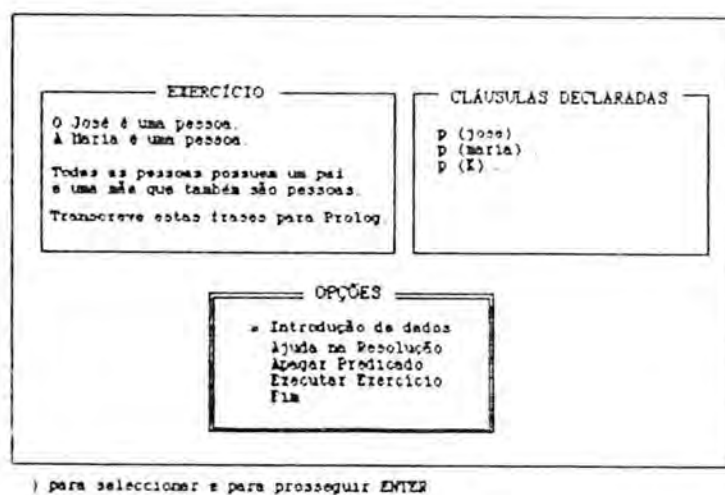 EXERCÍCIO
O José é uma pessoa.
A Maria é uma pessoa.
Todas as pessoas possuem um pai
e uma mãe que também são pessoas.
Transcreve estas frases para Prolog.
CLÁUSULAS DECLARADAS
p (jose)
p (maria)
p (X)
OPÇÕES
Introdução de dados
Ajuda na Resolução
Apagar Predicado
Executar Exercício
Fim
) para seleccionar e para prosseguir ENTER